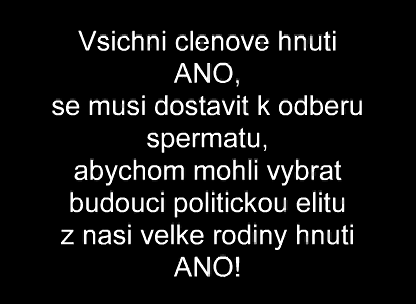 Vsichni clenove hnuti
ANO,
se musi dostavit k odberu
spermatu,
abychom mohli vybrat
budouci politickou elitu
z nasi velke rodiny hnuti
ANO!